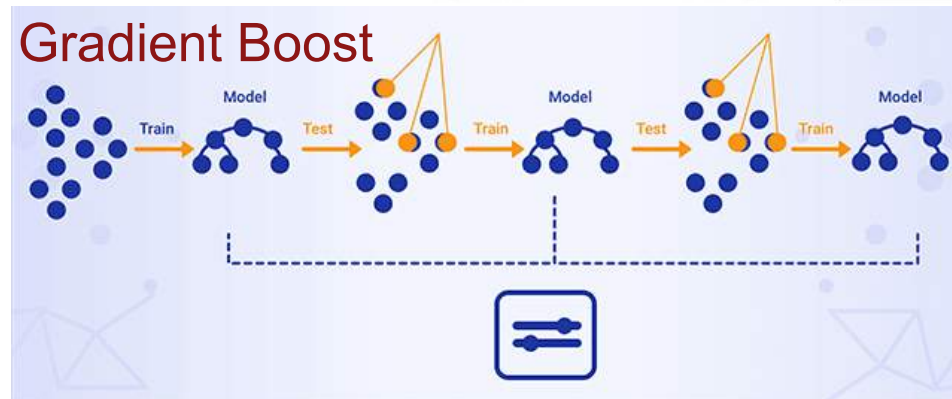 Gradient Boost
Model
Model
Model
Train
Test
Train
Test
Train